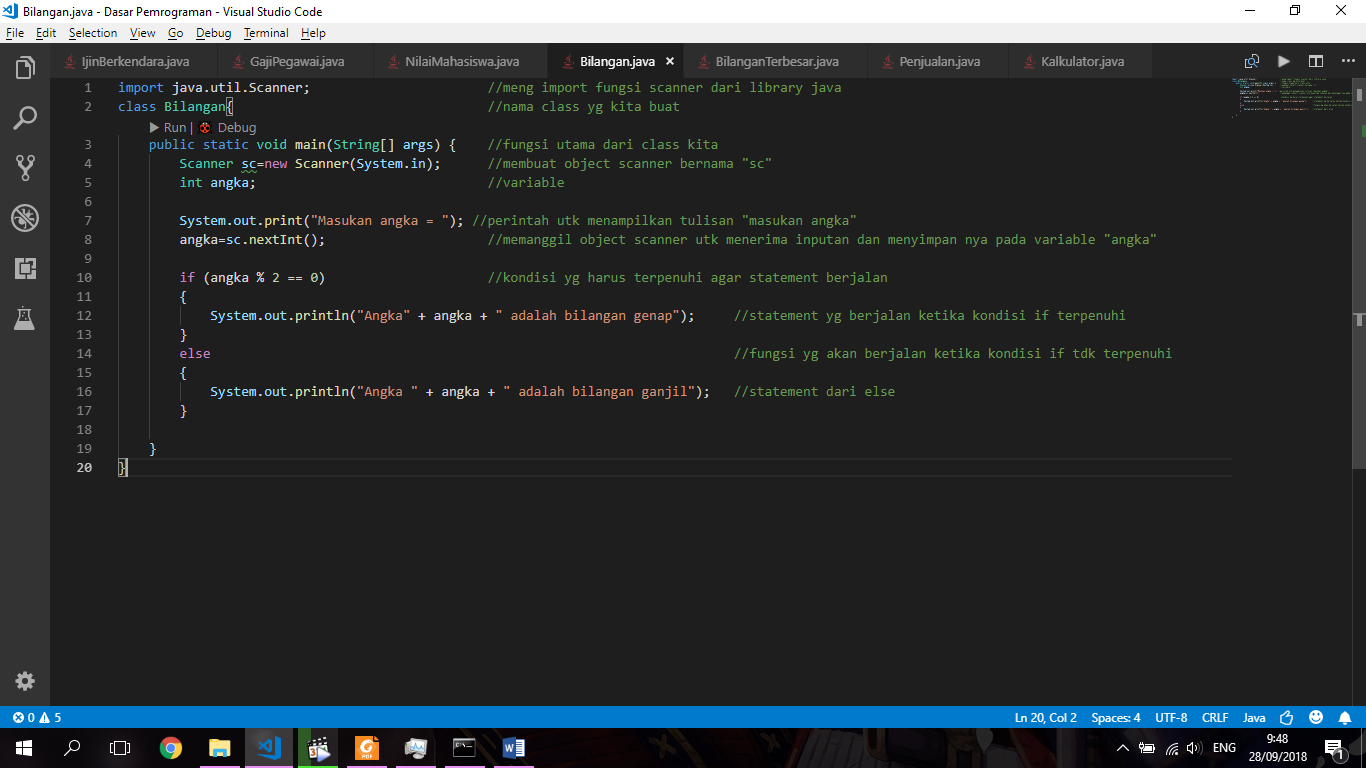 Bilangan.java - Dasar Pemrograman - Visual Studio Code
File Edit Selection View Go Debug Terminal Help
IjinBerkendara.java GajiPegawai.java NilaiMahasiswa.java Bilangan.java BilanganTerbesar.java Penjualan.java Kalkulator.java
1 import java.util.Scanner; //meng import fungsi scanner dari library java
2 class Bilangan{ //nama class yg kita buat
Run | Debug
3 public static void main(String[] args) { //fungsi utama dari class kita
4 Scanner sc=new Scanner(System.in); //membuat object scanner bernama "sc"
5 int angka; //variable
6
7 System.out.print("Masukan angka = "); //perintah utk menampilkan tulisan "masukan angka"
8 angka=sc.nextInt(); //memanggil object scanner utk menerima inputan dan menyimpan nya pada variable "angka"
9
10 if (angka % 2 == 0) //kondisi yg harus terpenuhi agar statement berjalan
11 {
12 System.out.println("Angka" + angka + " adalah bilangan genap"); //statement yg berjalan ketika kondisi if terpenuhi
13 }
14 else //fungsi yg akan berjalan ketika kondisi if tdk terpenuhi
15 {
16 System.out.println("Angka " + angka + " adalah bilangan ganjil"); //statement dari else
17 }
18
19 }
20 }
0 5 Ln 20, Col 2 Spaces: 4 UTF-8 CRLF Java
ENG 9:48
28/09/2018 1